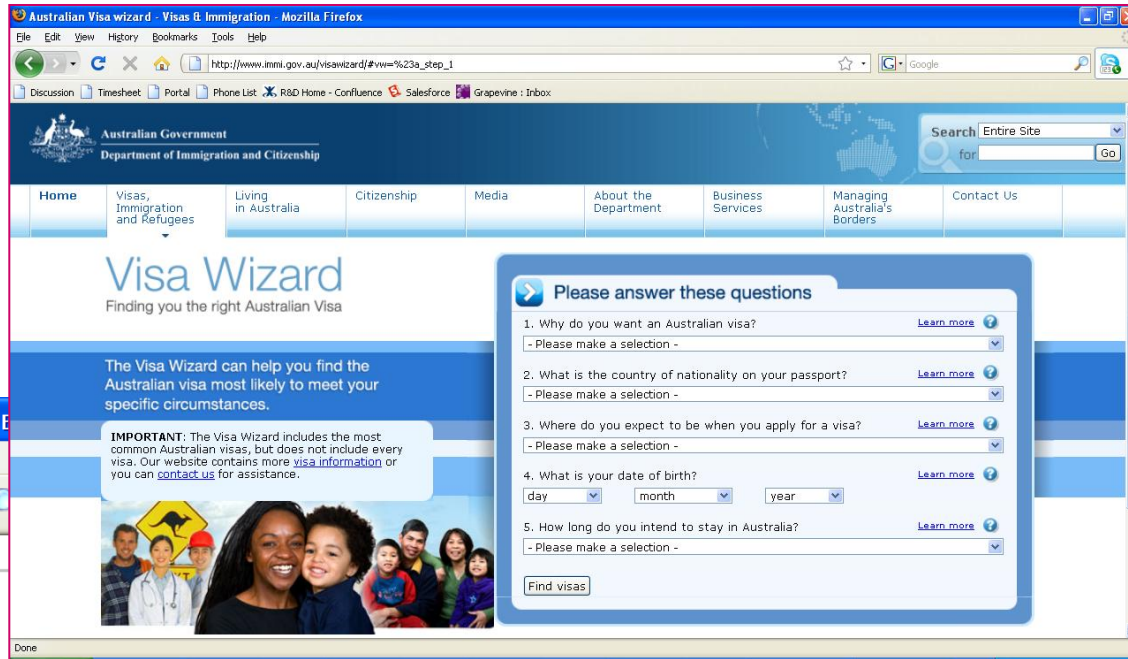 Australian Visa wizard - Visas & Immigration - Mozilla Firefox
File Edit View History Bookmarks Tools Help
http://www.immi.gov.au/visawizard/#vw=%23a_step_1
G Google
Discussion Timesheet Portal Phone List R&D Home - Confluence Salesforce Grapevine : Inbox
Australian Government
Department of Immigration and Citizenship
Search Entire Site
for Go
Home Visas, Immigration and Refugees Living in Australia Citizenship Media About the Department Business Services Managing Australia's Borders Contact Us
Visa Wizard
Finding you the right Australian Visa
The Visa Wizard can help you find the
Australian visa most likely to meet your
specific circumstances.
IMPORTANT: The Visa Wizard includes the most
common Australian visas, but does not include every
visa. Our website contains more visa information or
you can contact us for assistance.
Please answer these questions
1. Why do you want an Australian visa? Learn more ?
- Please make a selection -
2. What is the country of nationality on your passport? Learn more ?
- Please make a selection -
3. Where do you expect to be when you apply for a visa? Learn more ?
- Please make a selection -
4. What is your date of birth? Learn more ?
day month year
5. How long do you intend to stay in Australia? Learn more ?
- Please make a selection -
Find visas
Done